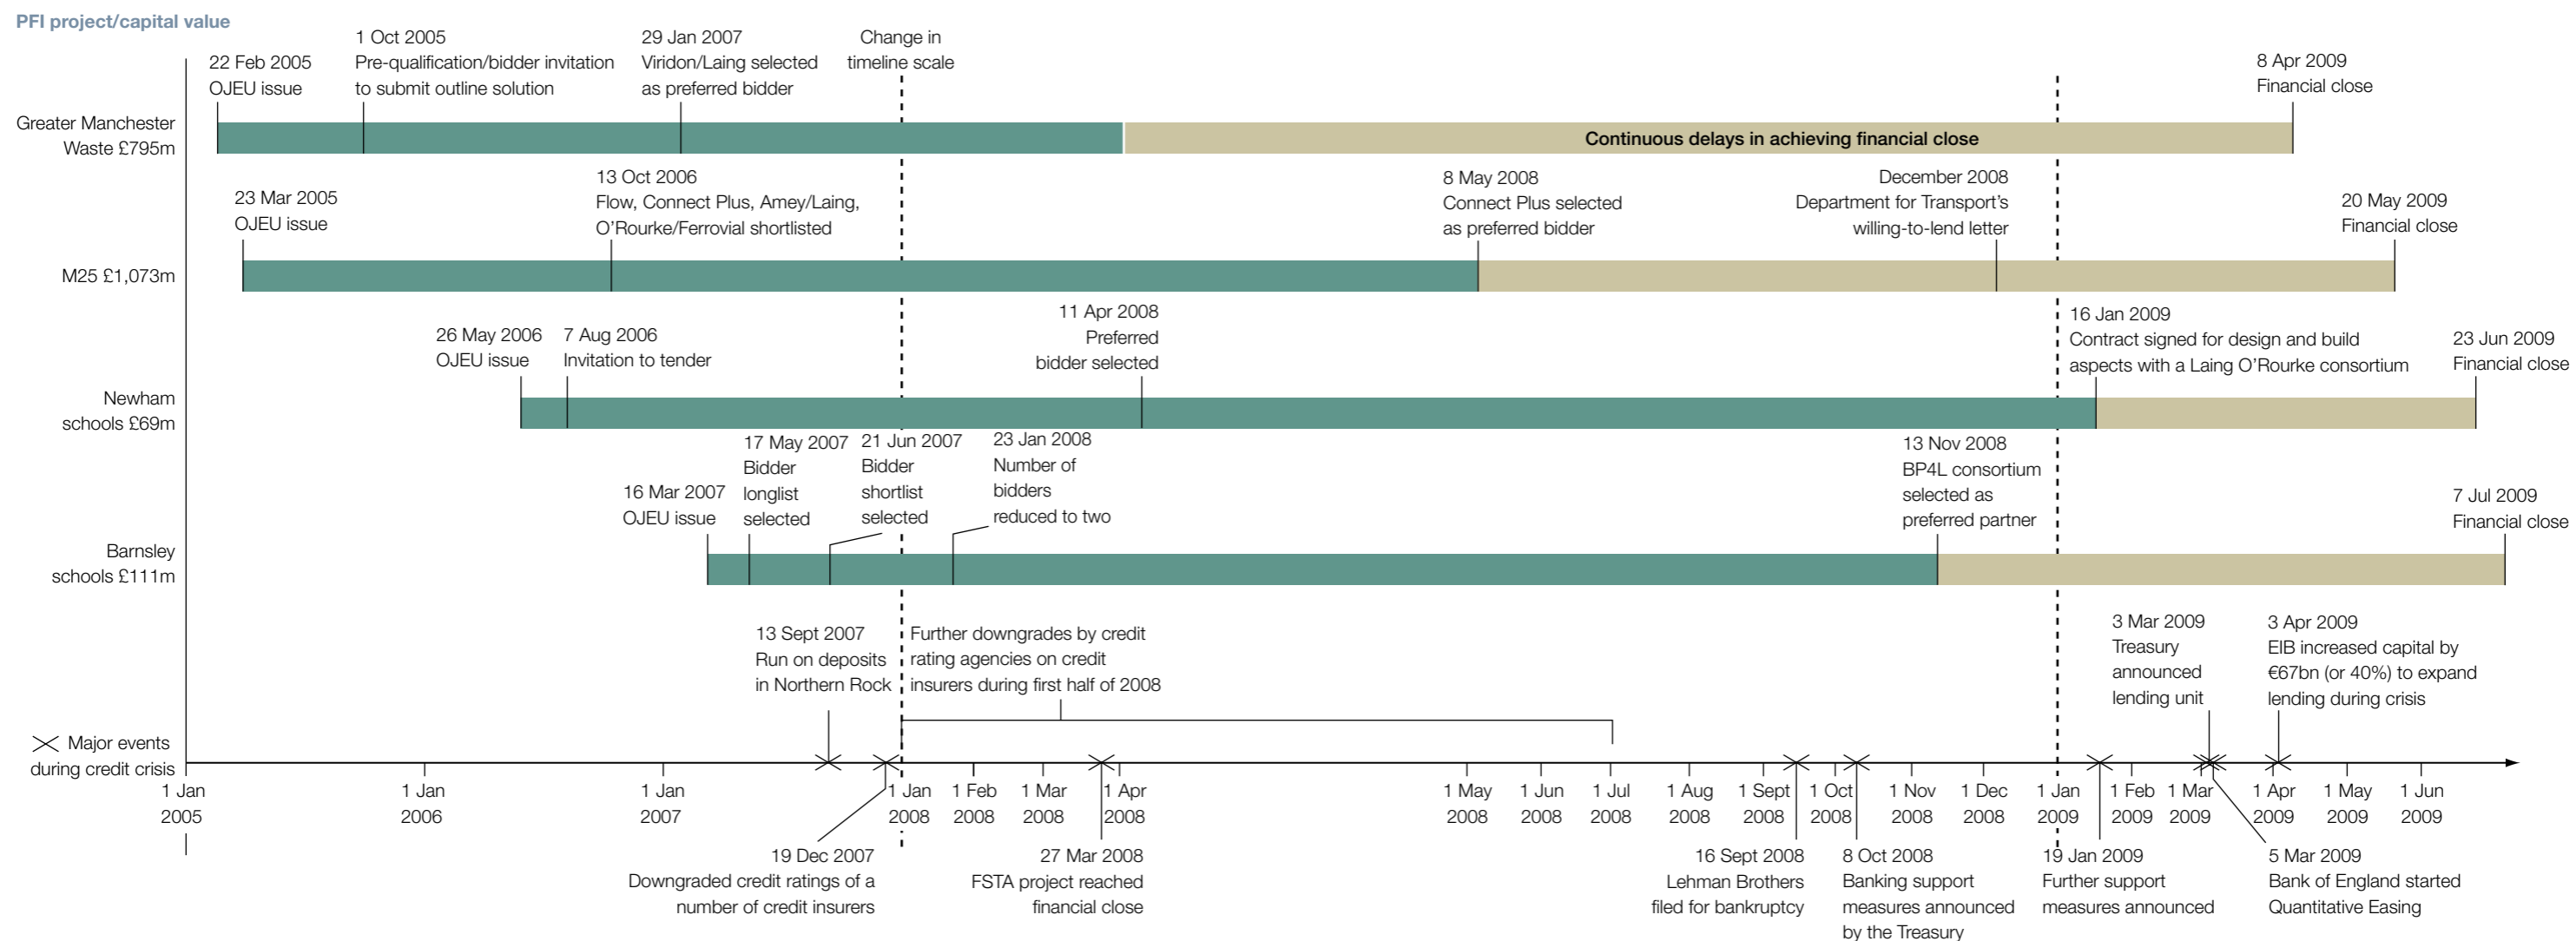 PFI project/capital value
22 Feb 2005
OJEU issue
1 Oct 2005
Pre-qualification/bidder invitation
to submit outline solution
29 Jan 2007
Viridon/Laing selected
as preferred bidder
Change in
timeline scale
8 Apr 2009
Financial close
Greater Manchester
Waste £795m
Continuous delays in achieving financial close
23 Mar 2005
OJEU issue
13 Oct 2006
Flow, Connect Plus, Amey/Laing,
O’Rourke/Ferrovial shortlisted
8 May 2008
Connect Plus selected
as preferred bidder
December 2008
Department for Transport’s
willing-to-lend letter
20 May 2009
Financial close
M25 £1,073m
26 May 2006
OJEU issue
7 Aug 2006
Invitation to tender
11 Apr 2008
Preferred
bidder selected
16 Jan 2009
Contract signed for design and build
aspects with a Laing O’Rourke consortium
23 Jun 2009
Financial close
Newham
schools £69m
16 Mar 2007
OJEU issue
17 May 2007
Bidder
longlist
selected
21 Jun 2007
Bidder
shortlist
selected
23 Jan 2008
Number of
bidders
reduced to two
13 Nov 2008
BP4L consortium
selected as
preferred partner
7 Jul 2009
Financial close
Barnsley
schools £111m
13 Sept 2007
Run on deposits
in Northern Rock
Further downgrades by credit
rating agencies on credit
insurers during first half of 2008
3 Mar 2009
Treasury
announced
lending unit
3 Apr 2009
EIB increased capital by
€67bn (or 40%) to expand
lending during crisis
Major events
during credit crisis
1 Jan
2005
1 Jan
2006
1 Jan
2007
1 Jan
2008
1 Feb
2008
1 Mar
2008
1 Apr
2008
1 May
2008
1 Jun
2008
1 Jul
2008
1 Aug
2008
1 Sept
2008
1 Oct
2008
1 Nov
2008
1 Dec
2008
1 Jan
2009
1 Feb
2009
1 Mar
2009
1 Apr
2009
1 May
2009
1 Jun
2009
19 Dec 2007
Downgraded credit ratings of a
number of credit insurers
27 Mar 2008
FSTA project reached
financial close
16 Sept 2008
Lehman Brothers
filed for bankruptcy
8 Oct 2008
Banking support
measures announced
by the Treasury
19 Jan 2009
Further support
measures announced
5 Mar 2009
Bank of England started
Quantitative Easing